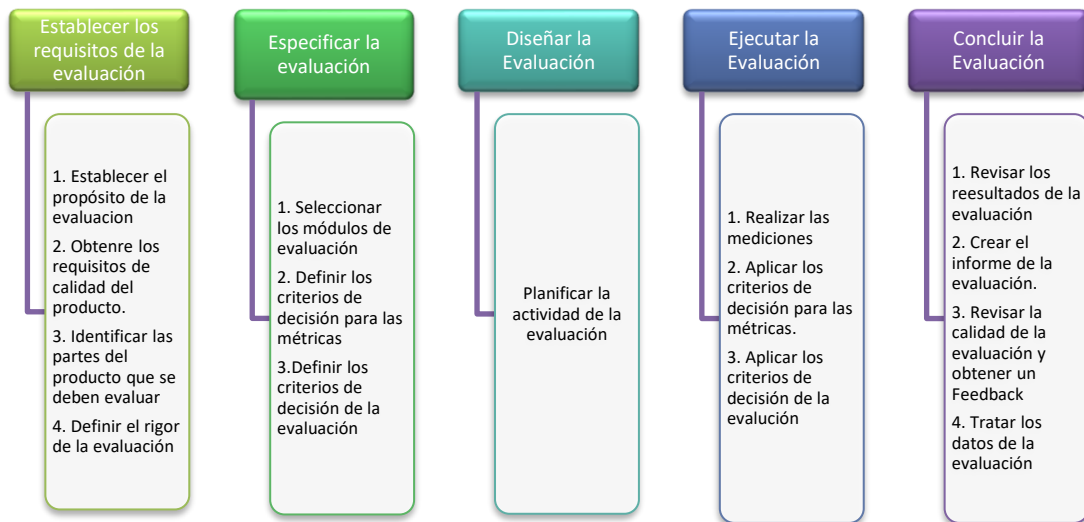 Establecer los
requisitos de la
evaluación
1. Establecer el
propósito de la
evaluacion
2. Obtenre los
requisitos de
calidad del
producto.
3. Identificar las
partes del
producto que se
deben evaluar
4. Definir el rigor
de la evaluación
Especificar la
evaluación
1. Seleccionar
los módulos de
evaluación
2. Definir los
criterios de
decisión para las
métricas
3.Definir los
criterios de
decisión de la
evaluación
Diseñar la
Evaluación
Planificar la
actividad de la
evaluación
Ejecutar la
Evaluación
1. Realizar las
mediciones
2. Aplicar los
criterios de
decisión para las
métricas.
3. Aplicar los
criterios de
decisión de la
evalución
Concluir la
Evaluación
1. Revisar los
reesultados de la
evaluación
2. Crear el
informe de la
evaluación.
3. Revisar la
calidad de la
evaluación y
obtener un
Feedback
4. Tratar los
datos de la
evaluación